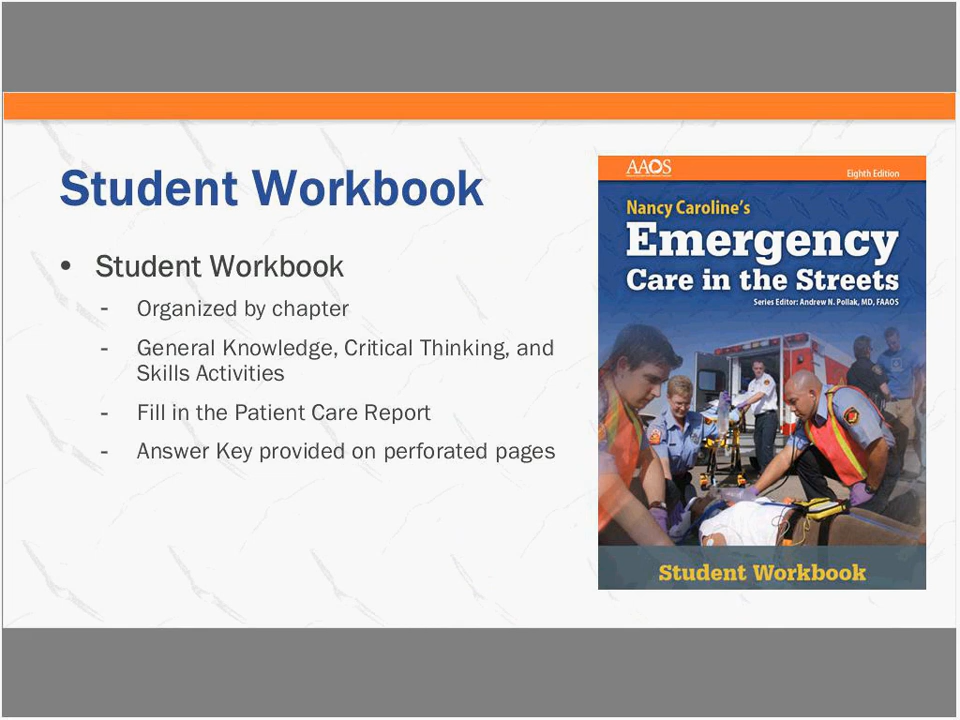 Student Workbook
• Student Workbook
- Organized by chapter
- General Knowledge, Critical Thinking, and
Skills Activities
- Fill in the Patient Care Report
- Answer Key provided on perforated pages
AAOS
Eighth Edition
Nancy Caroline's
Emergency
Care in the Streets
Series Editor: Andrew N. Pollak, MD, FAAOS
Student Workbook